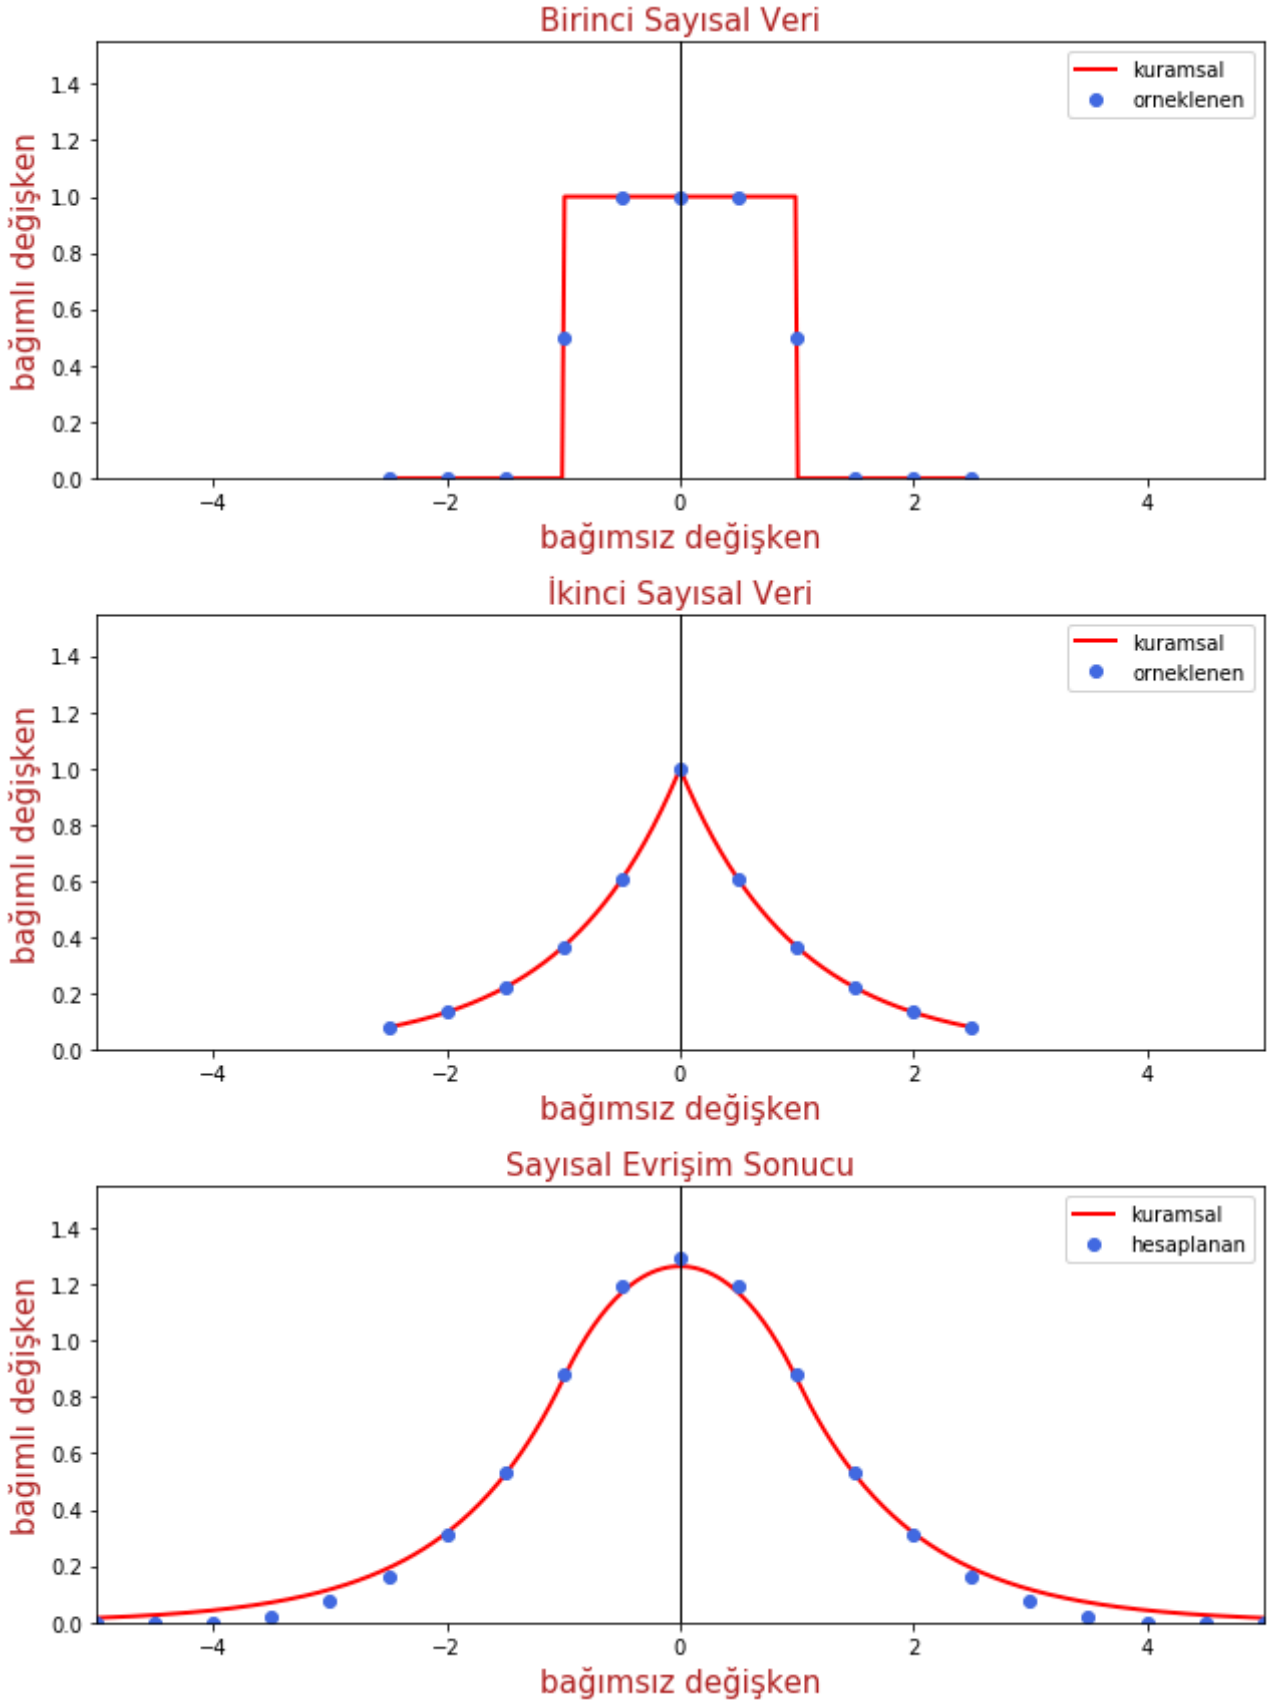 Birinci Sayısal Veri
kuramsal
orneklenen
1.4
1.2
1.0
0.8
0.6
0.4
0.2
0.0
bağımlı değişken
−4
−2
0
2
4
bağımsız değişken
İkinci Sayısal Veri
kuramsal
orneklenen
1.4
1.2
1.0
0.8
0.6
0.4
0.2
0.0
bağımlı değişken
−4
−2
0
2
4
bağımsız değişken
Sayısal Evrişim Sonucu
kuramsal
hesaplanan
1.4
1.2
1.0
0.8
0.6
0.4
0.2
0.0
bağımlı değişken
−4
−2
0
2
4
bağımsız değişken